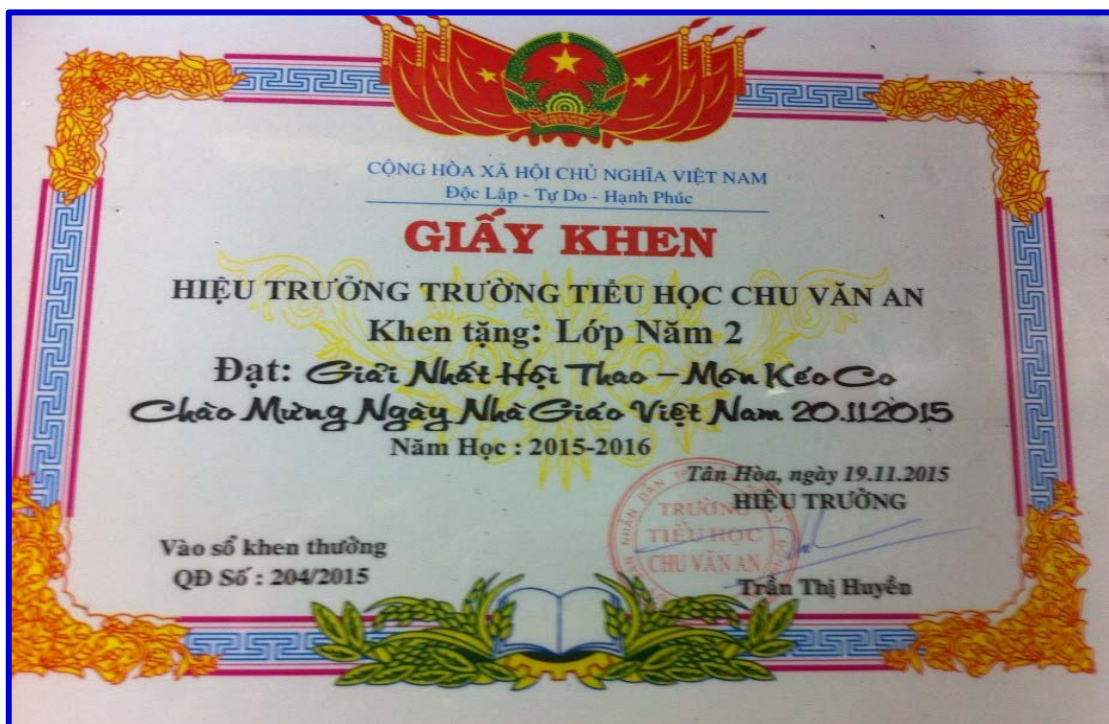 CỘNG HÒA XÃ HỘI CHỦ NGHĨA VIỆT NAM
Độc Lập - Tự Do - Hạnh Phúc
GIẤY KHEN
HIỆU TRƯỞNG TRƯỜNG TIỂU HỌC CHU VĂN AN
Khen tặng: Lớp Năm 2
Đạt: Giải Nhất Hội Thao - Môn Kéo Co
Chào Mừng Ngày Nhà Giáo Việt Nam 20.11.2015
Năm Học : 2015-2016
Tân Hòa, ngày 19.11.2015
HIỆU TRƯỞNG
TRƯỜNG
TIỂU HỌC
CHU VĂN AN
Trần Thị Huyền
Vào sổ khen thưởng
QĐ Số : 204/2015